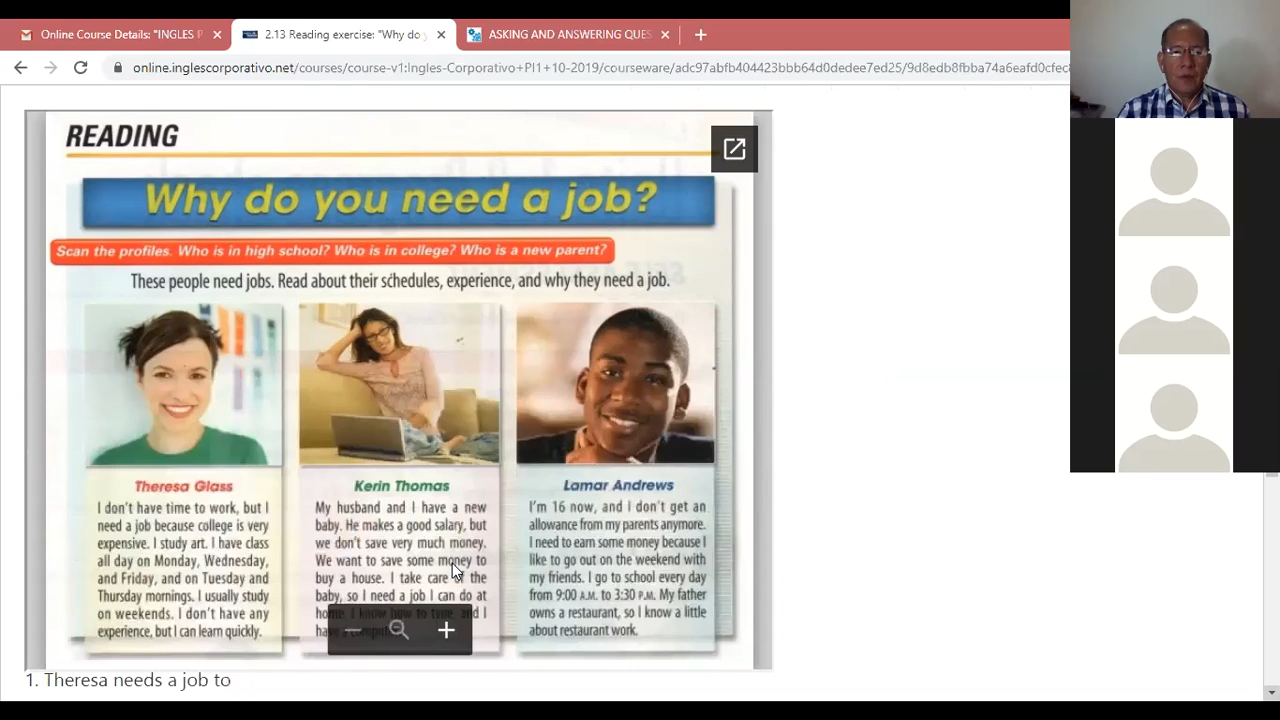 Online Course Details: "INGLES P
2.13 Reading exercise: "Why do y
ASKING AND ANSWERING QUES
online.inglescorporativo.net/courses/course-v1:Ingles-Corporativo+PI1+10-2019/courseware/adc97abfb404423bbb64d0dedee7ed25/9d8edb8fbba74a6eafd0cfec8
READING
Why do you need a job?
Scan the profiles. Who is in high school? Who is in college? Who is a new parent?
These people need jobs. Read about their schedules, experience, and why they need a job.
Theresa Glass
I don't have time to work, but I
need a job because college is very
expensive. I study art. I have class
all day on Monday, Wednesday,
and Friday, and on Tuesday and
Thursday mornings. I usually study
on weekends. I don't have any
experience, but I can learn quickly.
Kerin Thomas
My husband and I have a new
baby. He makes a good salary, but
we don't save very much money.
We want to save some money to
buy a house. I take care of the
baby, so I need a job I can do at
home. I know how to type, and I
have a computer.
Lamar Andrews
I'm 16 now, and I don't get an
allowance from my parents anymore.
I need to earn some money because I
like to go out on the weekend with
my friends. I go to school every day
from 9:00 A.M. to 3:30 P.M. My father
owns a restaurant, so I know a little
about restaurant work.
1. Theresa needs a job to